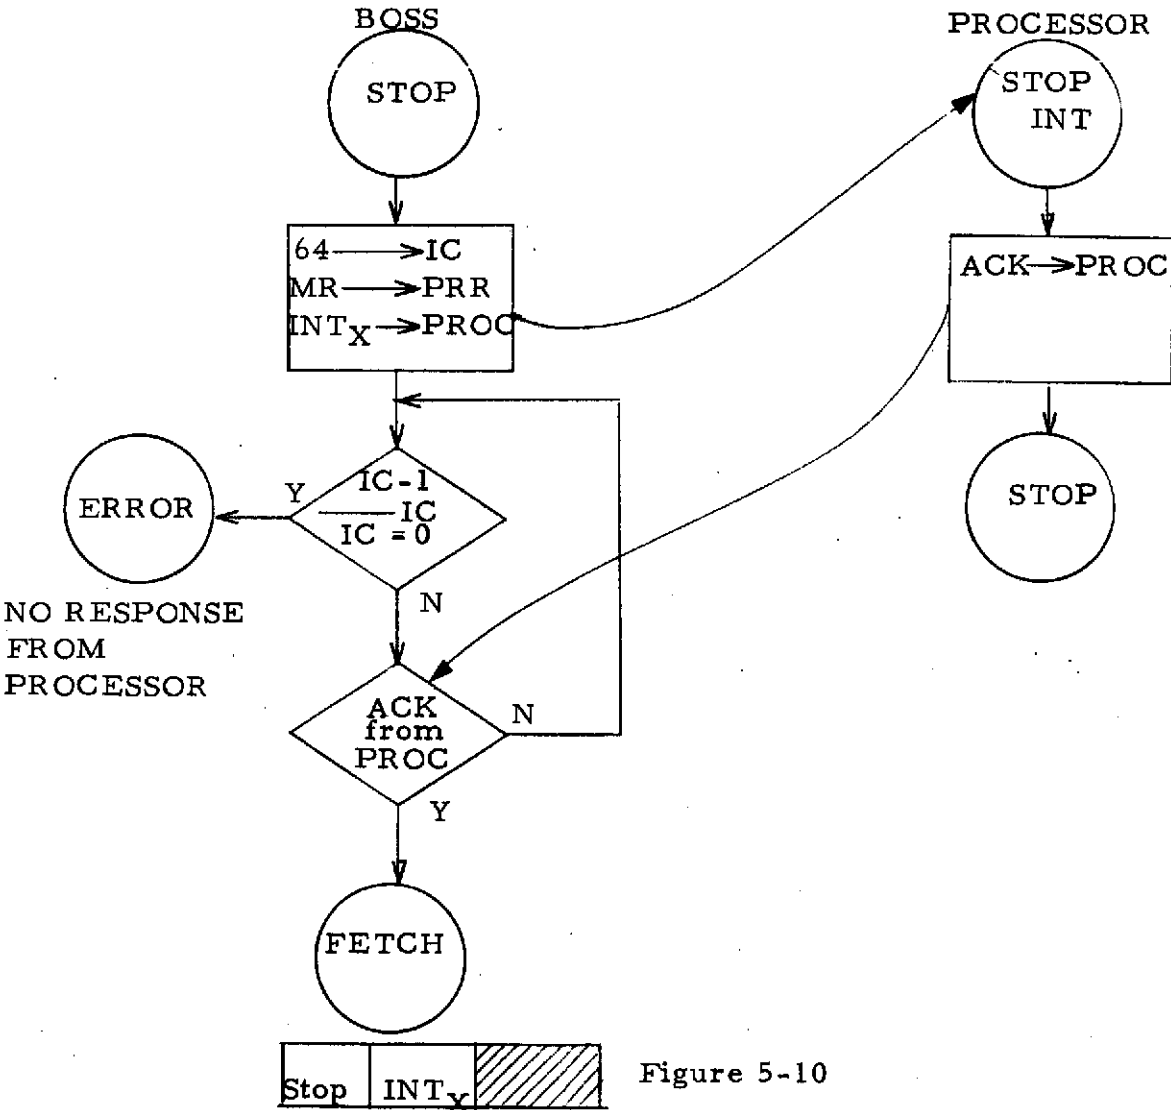 BOSS
STOP
64→IC
MR→PRR
INTX→PROC
IC-1
IC
IC = 0
Y
N
ERROR
NO RESPONSE
FROM
PROCESSOR
ACK
from
PROC
N
Y
FETCH
Stop INTX
PROCESSOR
STOP
INT
ACK→PROC
STOP
Figure 5-10